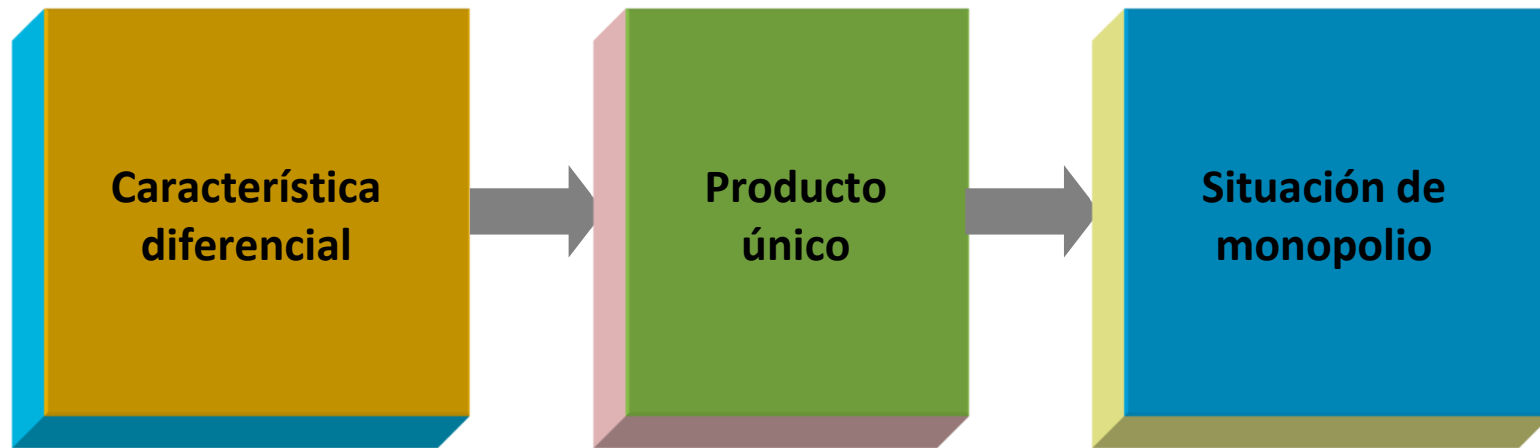 Característica
diferencial
Producto
único
Situación de
monopolio